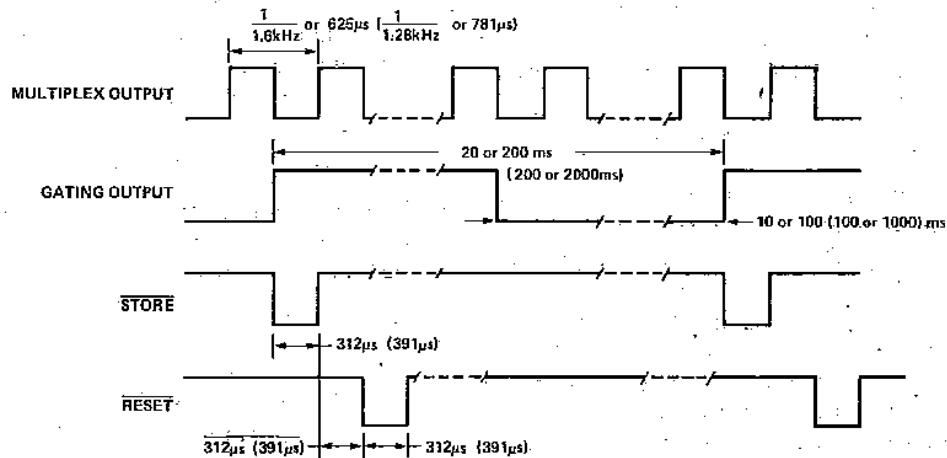 1/1.6kHz or 625µs (1/1.28kHz or 781µs)
MULTIPLEX OUTPUT
20 or 200 ms
(200 or 2000ms)
GATING OUTPUT
10 or 100 (100 or 1000) ms
STORE
312µs (391µs)
RESET
312µs (391µs)
312µs (391µs)